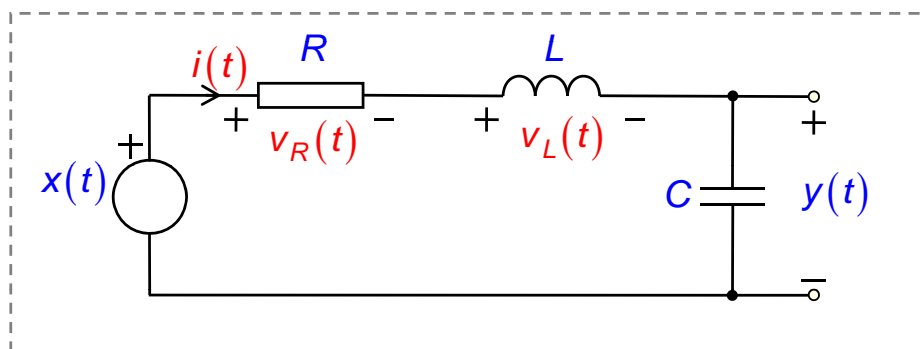 R L
i(t)
+ − + − +
v_R(t) v_L(t)
+
x(t) C y(t)
−